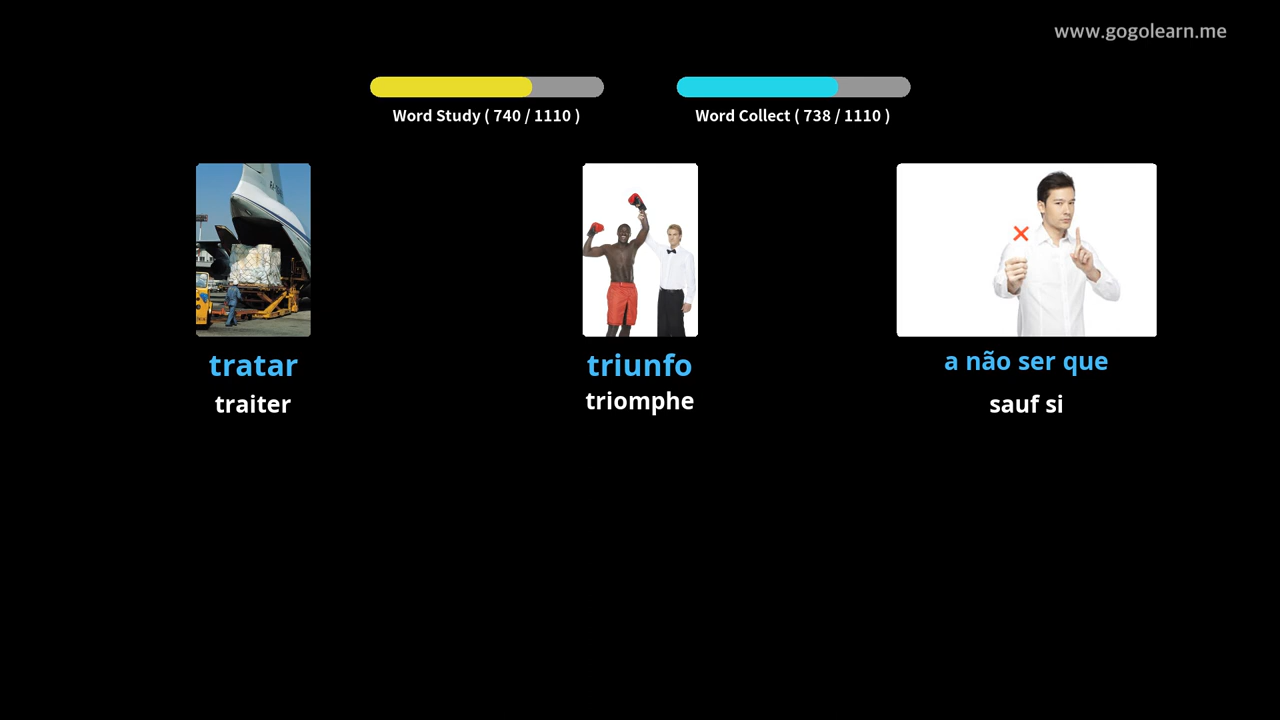 www.gogolearn.me
Word Study ( 740 / 1110 )
Word Collect ( 738 / 1110 )
tratar
traiter
triunfo
triomphe
a não ser que
sauf si